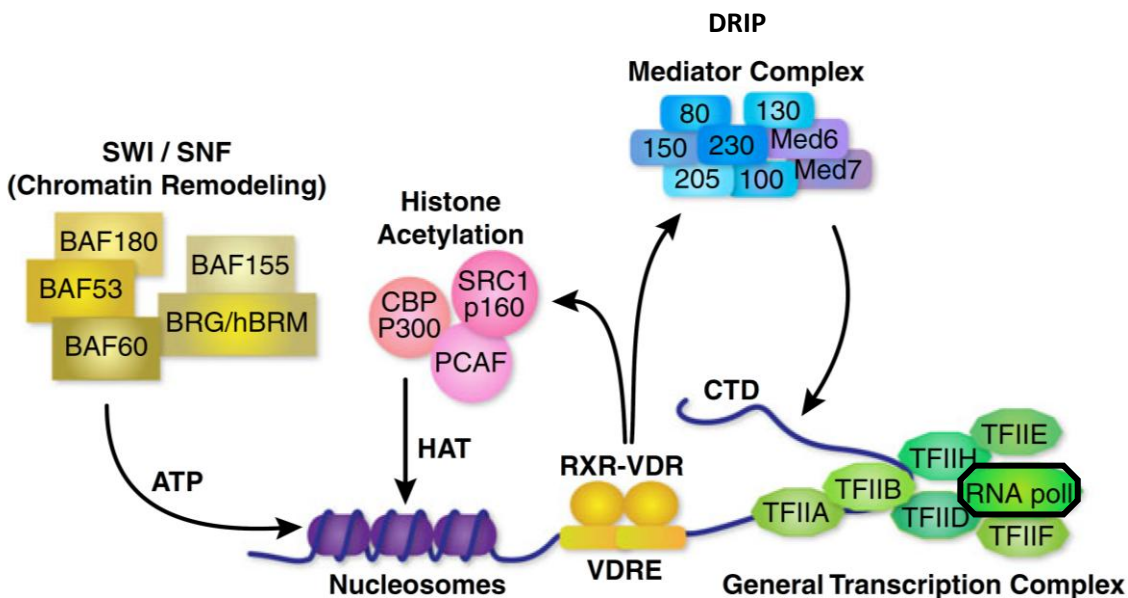 DRIP
Mediator Complex
80
130
150
230
Med6
205
100
Med7
SWI / SNF
(Chromatin Remodeling)
BAF180
BAF155
BAF53
BRG/hBRM
BAF60
Histone
Acetylation
SRC1
p160
CBP
P300
PCAF
ATP
HAT
RXR-VDR
VDRE
Nucleosomes
CTD
TFIIE
TFIIH
RNA polI
TFIIB
TFIIA
TFIID
TFIIF
General Transcription Complex